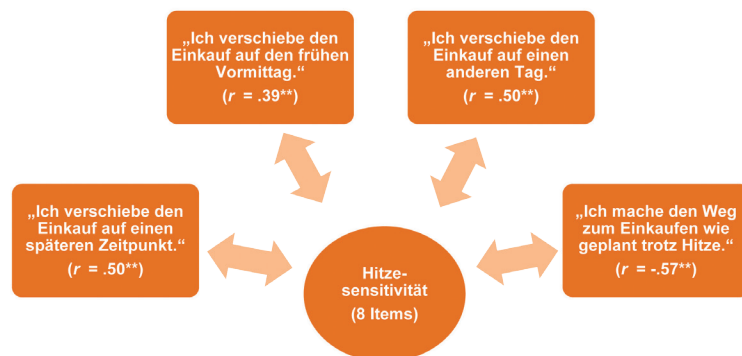 „Ich verschiebe den
Einkauf auf den frühen
Vormittag.“
(r = .39**)
„Ich verschiebe den
Einkauf auf einen
anderen Tag.“
(r = .50**)
„Ich verschiebe den
Einkauf auf einen
späteren Zeitpunkt.“
(r = .50**)
„Ich mache den Weg
zum Einkaufen wie
geplant trotz Hitze.“
(r = -.57**)
Hitze-
sensitivität
(8 Items)